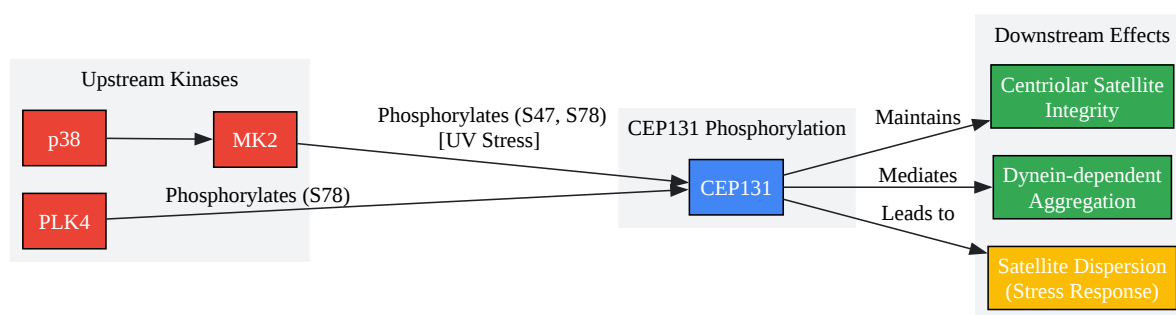 Upstream Kinases
p38
MK2
PLK4
Phosphorylates (S47, S78)
[UV Stress]
Phosphorylates (S78)
CEP131 Phosphorylation
CEP131
Maintains
Mediates
Leads to
Downstream Effects
Centriolar Satellite
Integrity
Dynein-dependent
Aggregation
Satellite Dispersion
(Stress Response)